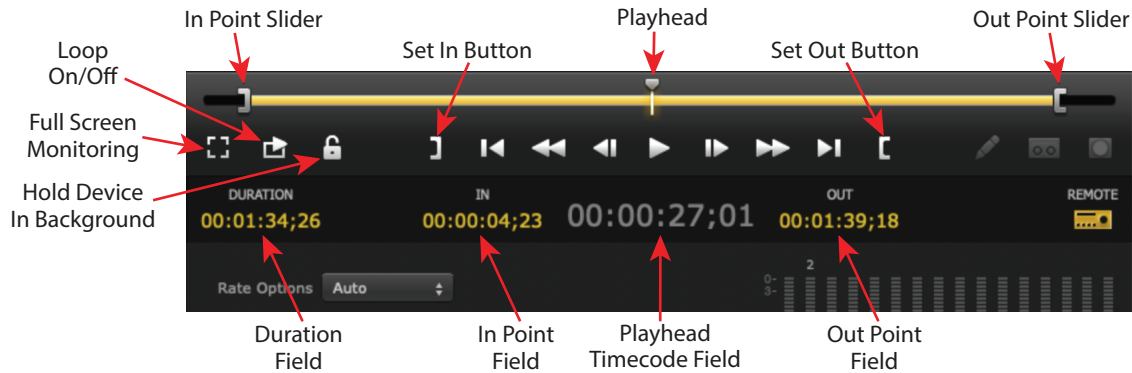 In Point Slider
Playhead
Out Point Slider
Loop
On/Off
Set In Button
Set Out Button
Full Screen
Monitoring
Hold Device
In Background
DURATION
00:01:34;26
IN
00:00:04;23
00:00:27;01
OUT
00:01:39;18
REMOTE
Rate Options Auto
2
0-
3-
Duration
Field
In Point
Field
Playhead
Timecode Field
Out Point
Field